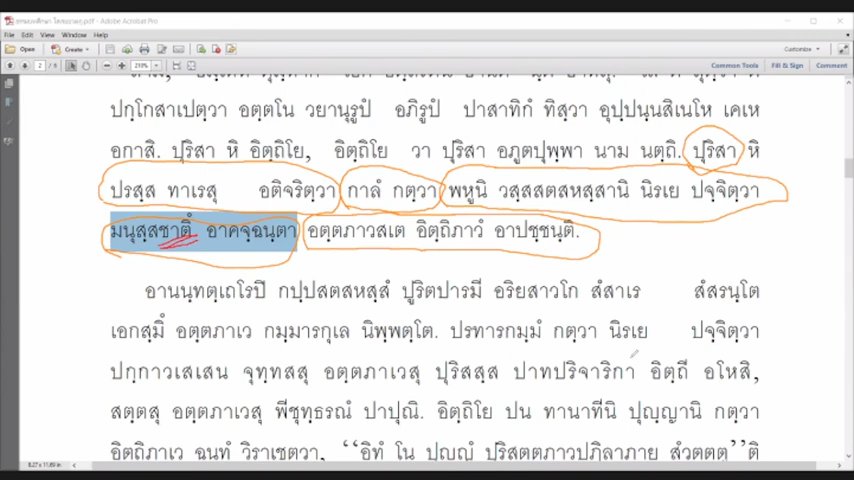 File Edit View Window Help
Open Create Customize
2 / 219% Common Tools Fill & Sign Comment
ปกฺโกสาเปตฺวา อตฺตโน วยานุรูปํ อภิรูปํ ปาสาทิกํ ทิสฺวา อุปฺปนฺนสิเนโห เคเห
อกาสิ. ปุริสา หิ อิตฺถิโย, อิตฺถิโย วา ปุริสา อภูตปุพฺพา นาม นตฺถิ. ปุริสา หิ
ปรสฺส ทาเรสุ อติจริตฺวา กาลํ กตฺวา พหูนิ วสฺสสตสหสฺสานิ นิรเย ปจฺจิตฺวา
มนุสฺสชาตึ อาคจฺฉนฺตา อตฺตภาวสเต อิตฺถิภาวํ อาปชฺชนฺติ.
อานนฺทตฺเถโรปิ กปฺปสตสหสฺสํ ปูริตปารมี อริยสาวโก สํสาเร สํสรนฺโต
เอกสฺมึ อตฺตภาเว กมฺมารกุเล นิพฺพตฺโต. ปรทารกมฺมํ กตฺวา นิรเย ปจฺจิตฺวา
ปกฺกาวเสเสน จุทฺทสสุ อตฺตภาเวสุ ปุริสสฺส ปาทปริจาริกา อิตฺถี อโหสิ,
สตฺตสุ อตฺตภาเวสุ พีชุทฺธรณํ ปาปุณิ. อิตฺถิโย ปน ทานาทีนิ ปุญฺญานิ กตฺวา
อิตฺถิภาเว ฉนฺทํ วิราเชตฺวา, ‘‘อิทํ โน ปุญฺญํ ปุริสตฺตภาวปฺปฏิลาภาย สํวตฺตตู’’ติ
8.27 x 11.69 in